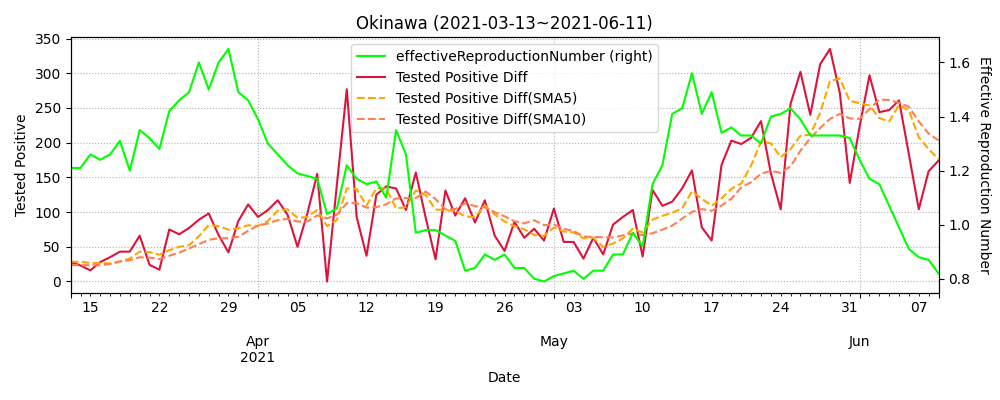 Okinawa (2021-03-13~2021-06-11)
effectiveReproductionNumber (right)
Tested Positive Diff
Tested Positive Diff(SMA5)
Tested Positive Diff(SMA10)
Tested Positive
350
300
250
200
150
100
50
0
Effective Reproduction Number
1.6
1.4
1.2
1.0
0.8
15 22 29 05 12 19 26 03 10 17 24 31 07
Apr May Jun
2021
Date